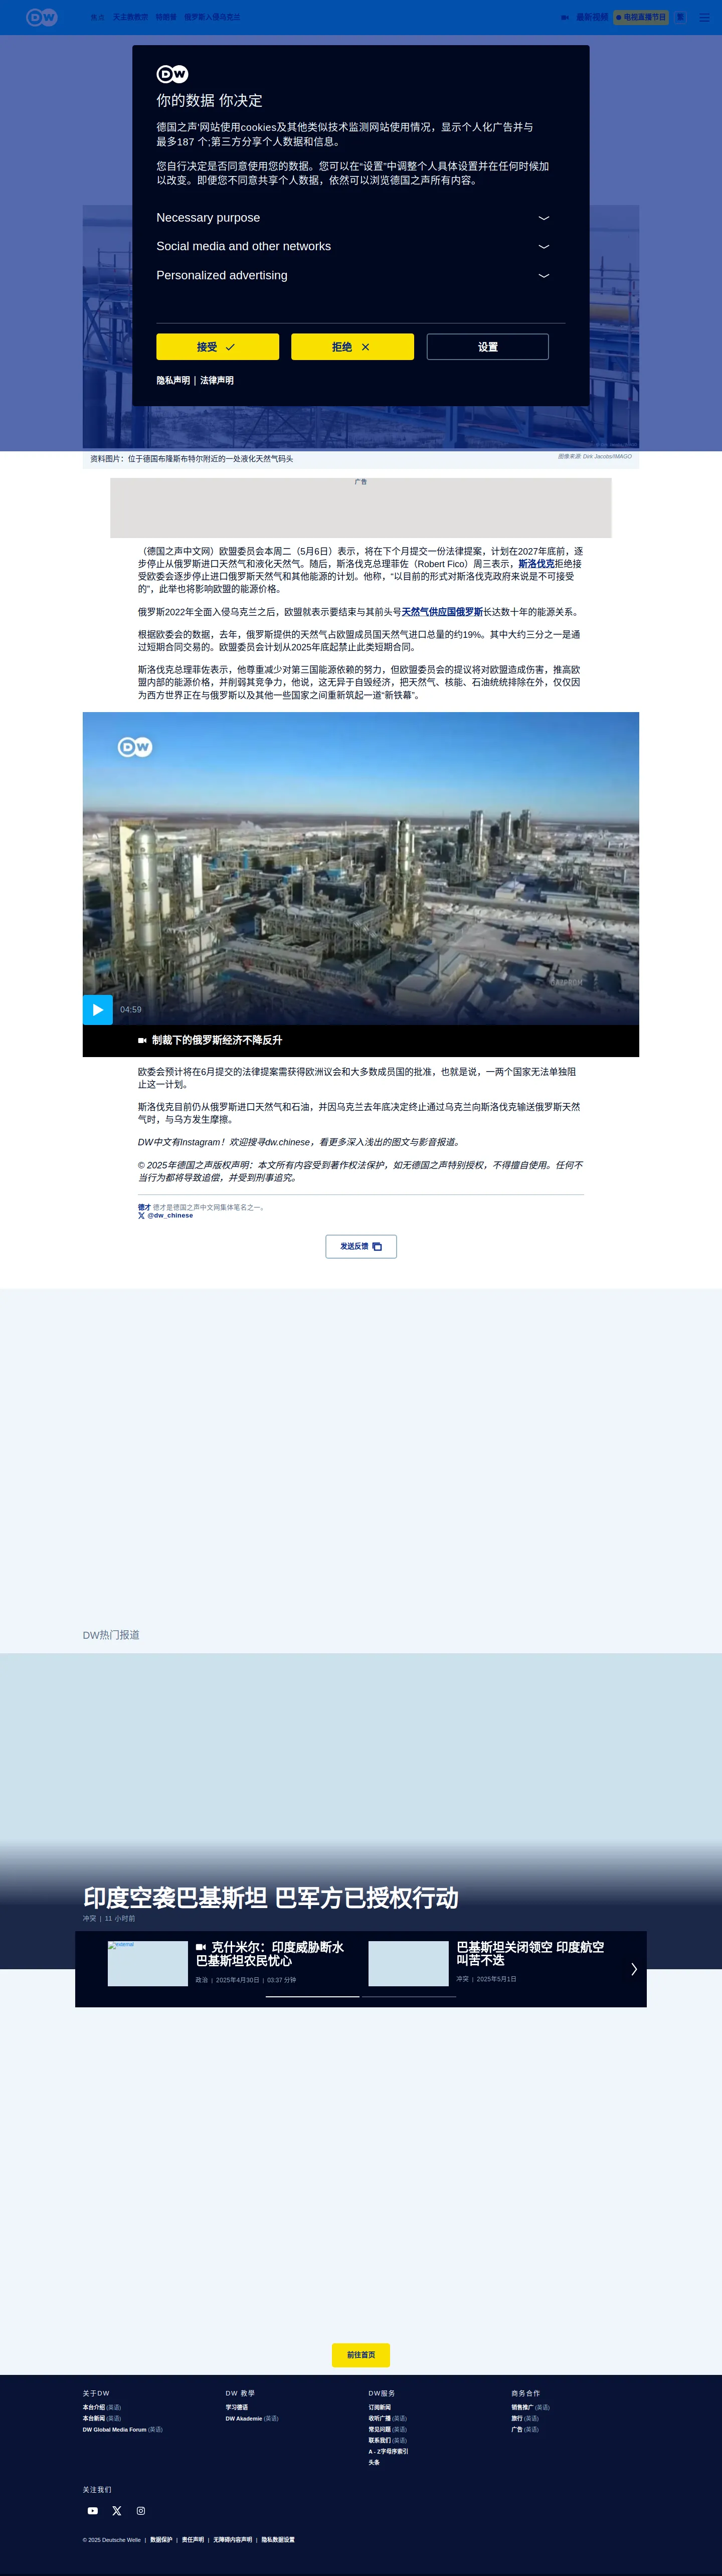 DW
焦点
天主教教宗
特朗普
俄罗斯入侵乌克兰
最新视频
电视直播节目
繁
DW
你的数据 你决定
德国之声'网站使用cookies及其他类似技术监测网站使用情况，显示个人化广告并与
最多187 个;第三方分享个人数据和信息。
您自行决定是否同意使用您的数据。您可以在“设置”中调整个人具体设置并在任何时候加
以改变。即便您不同意共享个人数据，依然可以浏览德国之声所有内容。
Necessary purpose
Social media and other networks
Personalized advertising
接受
拒绝
设置
隐私声明 | 法律声明
资料图片：位于德国布隆斯布特尔附近的一处液化天然气码头
图像来源: Dirk Jacobs/IMAGO
广告
（德国之声中文网）欧盟委员会本周二（5月6日）表示，将在下个月提交一份法律提案，计划在2027年底前，逐
步停止从俄罗斯进口天然气和液化天然气。随后，斯洛伐克总理菲佐（Robert Fico）周三表示，斯洛伐克拒绝接
受欧委会逐步停止进口俄罗斯天然气和其他能源的计划。他称，“以目前的形式对斯洛伐克政府来说是不可接受
的”，此举也将影响欧盟的能源价格。
俄罗斯2022年全面入侵乌克兰之后，欧盟就表示要结束与其前头号天然气供应国俄罗斯长达数十年的能源关系。
根据欧委会的数据，去年，俄罗斯提供的天然气占欧盟成员国天然气进口总量的约19%。其中大约三分之一是通
过短期合同交易的。欧盟委员会计划从2025年底起禁止此类短期合同。
斯洛伐克总理菲佐表示，他尊重减少对第三国能源依赖的努力，但欧盟委员会的提议将对欧盟造成伤害，推高欧
盟内部的能源价格，并削弱其竞争力，他说，这无异于自毁经济，把天然气、核能、石油统统排除在外，仅仅因
为西方世界正在与俄罗斯以及其他一些国家之间重新筑起一道“新铁幕”。
DW
GAZPROM
04:59
制裁下的俄罗斯经济不降反升
欧委会预计将在6月提交的法律提案需获得欧洲议会和大多数成员国的批准，也就是说，一两个国家无法单独阻
止这一计划。
斯洛伐克目前仍从俄罗斯进口天然气和石油，并因乌克兰去年底决定终止通过乌克兰向斯洛伐克输送俄罗斯天然
气时，与乌方发生摩擦。
DW中文有Instagram！欢迎搜寻dw.chinese，看更多深入浅出的图文与影音报道。
© 2025年德国之声版权声明：本文所有内容受到著作权法保护，如无德国之声特别授权，不得擅自使用。任何不
当行为都将导致追偿，并受到刑事追究。
德才 德才是德国之声中文网集体笔名之一。
@dw_chinese
发送反馈
DW热门报道
印度空袭巴基斯坦 巴军方已授权行动
冲突 | 11 小时前
external
克什米尔：印度威胁断水
巴基斯坦农民忧心
政治 | 2025年4月30日 | 03:37 分钟
巴基斯坦关闭领空 印度航空
叫苦不迭
冲突 | 2025年5月1日
前往首页
关于DW
本台介绍 (英语)
本台新闻 (英语)
DW Global Media Forum (英语)
DW 教學
学习德语
DW Akademie (英语)
DW服务
订阅新闻
收听广播 (英语)
常见问题 (英语)
联系我们 (英语)
A - Z字母序索引
头条
商务合作
销售推广 (英语)
旅行 (英语)
广告 (英语)
关注我们
© 2025 Deutsche Welle | 数据保护 | 责任声明 | 无障碍内容声明 | 隐私数据设置